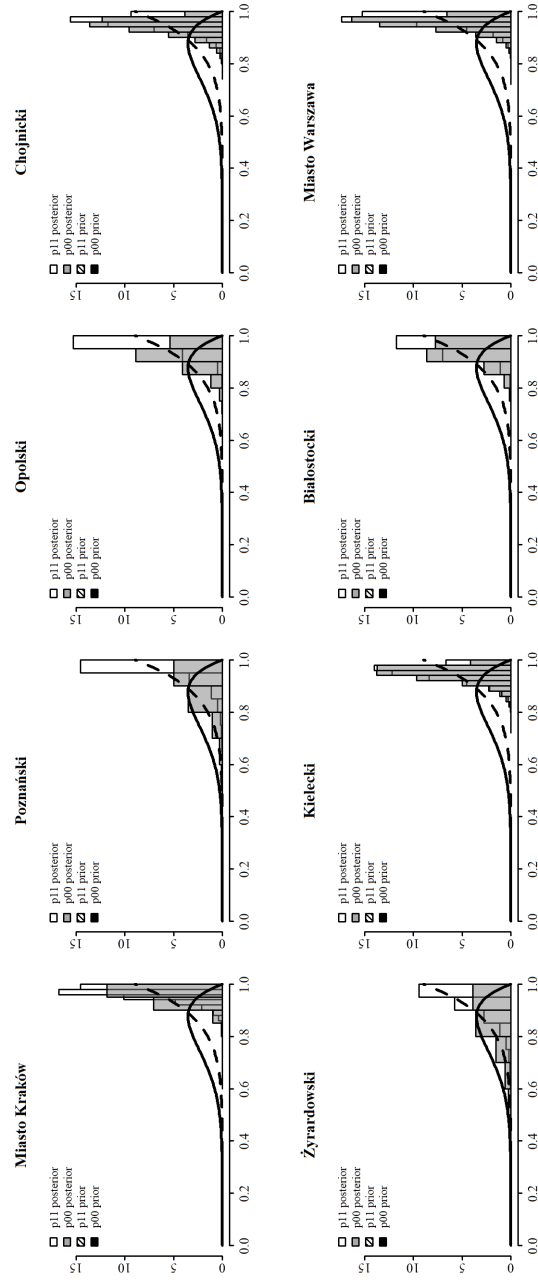 Miasto Kraków
p11 posterior
p00 posterior
p11 prior
p00 prior
15
10
5
0
0.0 0.2 0.4 0.6 0.8 1.0
Poznański
p11 posterior
p00 posterior
p11 prior
p00 prior
15
10
5
0
0.0 0.2 0.4 0.6 0.8 1.0
Opolski
p11 posterior
p00 posterior
p11 prior
p00 prior
15
10
5
0
0.0 0.2 0.4 0.6 0.8 1.0
Chojnicki
p11 posterior
p00 posterior
p11 prior
p00 prior
15
10
5
0
0.0 0.2 0.4 0.6 0.8 1.0
Żyrardowski
p11 posterior
p00 posterior
p11 prior
p00 prior
15
10
5
0
0.0 0.2 0.4 0.6 0.8 1.0
Kielecki
p11 posterior
p00 posterior
p11 prior
p00 prior
15
10
5
0
0.0 0.2 0.4 0.6 0.8 1.0
Białostocki
p11 posterior
p00 posterior
p11 prior
p00 prior
15
10
5
0
0.0 0.2 0.4 0.6 0.8 1.0
Miasto Warszawa
p11 posterior
p00 posterior
p11 prior
p00 prior
15
10
5
0
0.0 0.2 0.4 0.6 0.8 1.0